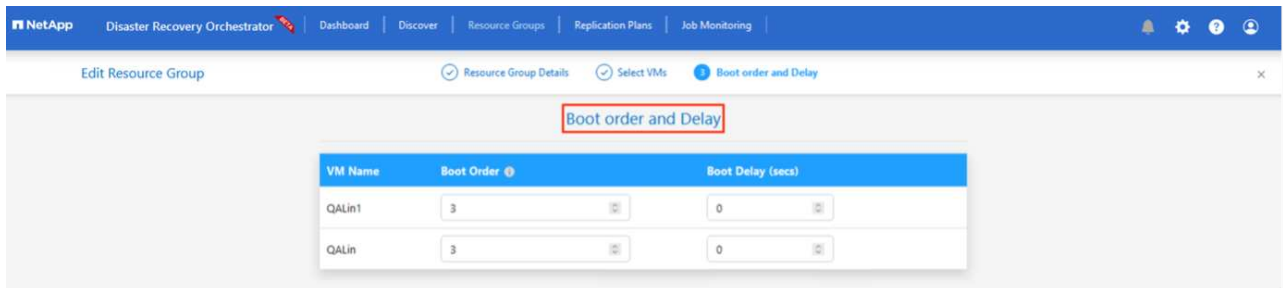 NetApp Disaster Recovery Orchestrator BETA Dashboard Discover Resource Groups Replication Plans Job Monitoring
Edit Resource Group Resource Group Details Select VMs 3 Boot order and Delay
Boot order and Delay
VM Name Boot Order Boot Delay (secs)
QALin1 3 0
QALin 3 0